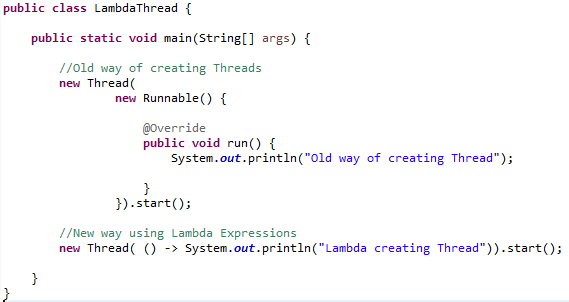 public class LambdaThread {
public static void main(String[] args) {
//Old way of creating Threads
new Thread(
new Runnable() {
@Override
public void run() {
System.out.println("Old way of creating Thread");
}
}).start();
//New way using Lambda Expressions
new Thread( () -> System.out.println("Lambda creating Thread")).start();
}
}